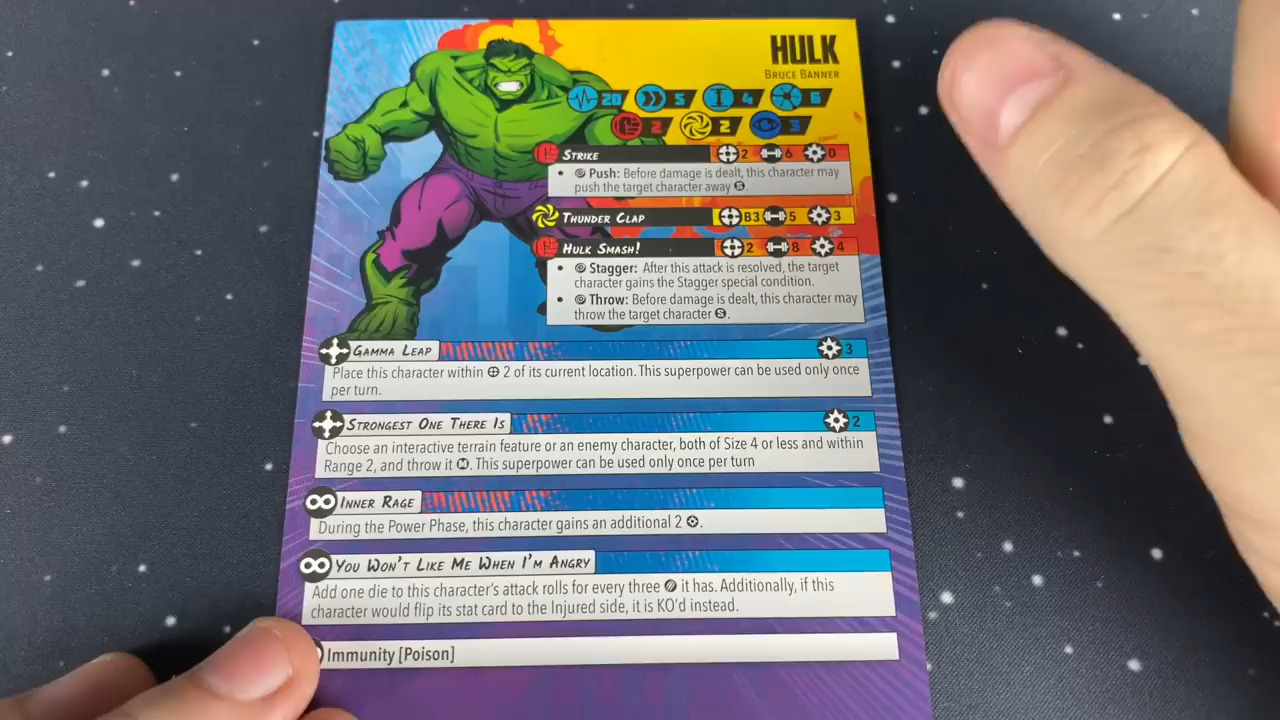 HULK
BRUCE BANNER
20 5 4 6
2 2 3
STRIKE 2 6 0
• Push: Before damage is dealt, this character may
push the target character away S.
THUNDER CLAP B3 5 3
HULK SMASH! 2 8 4
• Stagger: After this attack is resolved, the target
character gains the Stagger special condition.
• Throw: Before damage is dealt, this character may
throw the target character S.
GAMMA LEAP 3
Place this character within 2 of its current location. This superpower can be used only once
per turn.
STRONGEST ONE THERE IS 2
Choose an interactive terrain feature or an enemy character, both of Size 4 or less and within
Range 2, and throw it M. This superpower can be used only once per turn
INNER RAGE
During the Power Phase, this character gains an additional 2 .
YOU WON'T LIKE ME WHEN I'M ANGRY
Add one die to this character's attack rolls for every three it has. Additionally, if this
character would flip its stat card to the Injured side, it is KO'd instead.
Immunity [Poison]